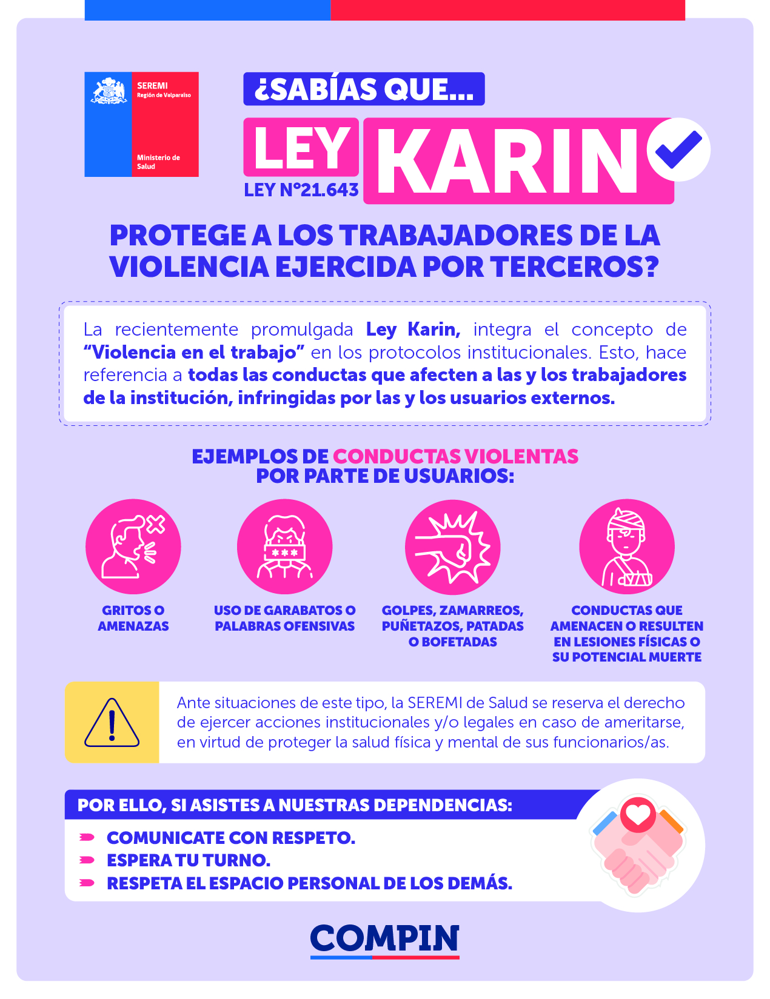 SEREMI
Región de Valparaíso
Ministerio de
Salud
¿SABÍAS QUE...
LEY
KARIN
LEY N°21.643
PROTEGE A LOS TRABAJADORES DE LA
VIOLENCIA EJERCIDA POR TERCEROS?
La recientemente promulgada Ley Karin, integra el concepto de
“Violencia en el trabajo” en los protocolos institucionales. Esto, hace
referencia a todas las conductas que afecten a las y los trabajadores
de la institución, infringidas por las y los usuarios externos.
EJEMPLOS DE CONDUCTAS VIOLENTAS
POR PARTE DE USUARIOS:
GRITOS O
AMENAZAS
USO DE GARABATOS O
PALABRAS OFENSIVAS
GOLPES, ZAMARREOS,
PUÑETAZOS, PATADAS
O BOFETADAS
CONDUCTAS QUE
AMENACEN O RESULTEN
EN LESIONES FÍSICAS O
SU POTENCIAL MUERTE
Ante situaciones de este tipo, la SEREMI de Salud se reserva el derecho
de ejercer acciones institucionales y/o legales en caso de ameritarse,
en virtud de proteger la salud física y mental de sus funcionarios/as.
POR ELLO, SI ASISTES A NUESTRAS DEPENDENCIAS:
COMUNICATE CON RESPETO.
ESPERA TU TURNO.
RESPETA EL ESPACIO PERSONAL DE LOS DEMÁS.
COMPIN